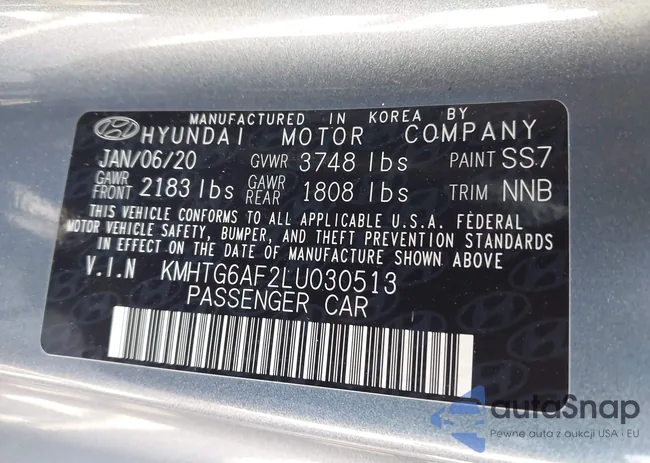 MANUFACTURED IN KOREA BY
HYUNDAI MOTOR COMPANY
JAN/06/20 GVWR 3748 lbs PAINT SS7
GAWR FRONT 2183 lbs GAWR REAR 1808 lbs TRIM NNB
THIS VEHICLE CONFORMS TO ALL APPLICABLE U.S.A. FEDERAL
MOTOR VEHICLE SAFETY, BUMPER, AND THEFT PREVENTION STANDARDS
IN EFFECT ON THE DATE OF MANUFACTURE SHOWN ABOVE.
V.I.N KMHTG6AF2LU030513
PASSENGER CAR
autaSnap
Pewne auta z aukcji USA i EU